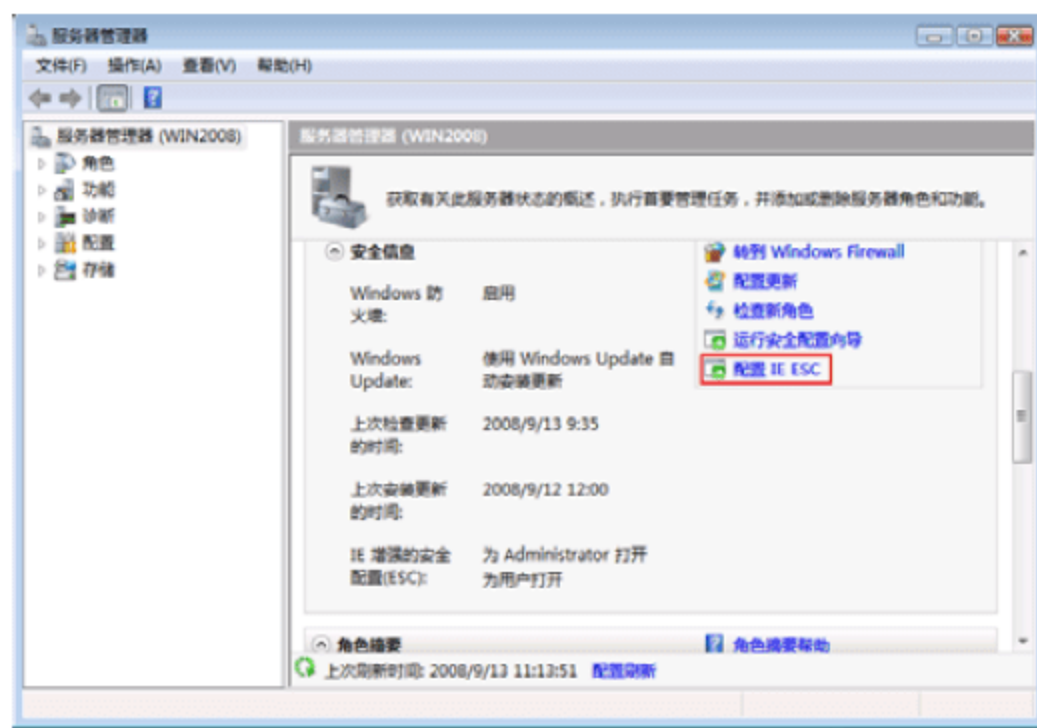 服务器管理器
文件(F) 操作(A) 查看(V) 帮助(H)
服务器管理器 (WIN2008)
角色
功能
诊断
配置
存储
服务器管理器 (WIN2008)
获取有关此服务器状态的概述，执行首要管理任务，并添加或删除服务器角色和功能。
安全信息
Windows 防
火墙:
启用
Windows
Update:
使用 Windows Update 自
动安装更新
上次检查更新
的时间:
2008/9/13 9:35
上次安装更新
的时间:
2008/9/12 12:00
IE 增强的安全
配置(ESC):
为 Administrator 打开
为用户打开
转到 Windows Firewall
配置更新
检查新角色
运行安全配置向导
配置 IE ESC
角色摘要
角色摘要帮助
上次刷新时间: 2008/9/13 11:13:51 配置刷新